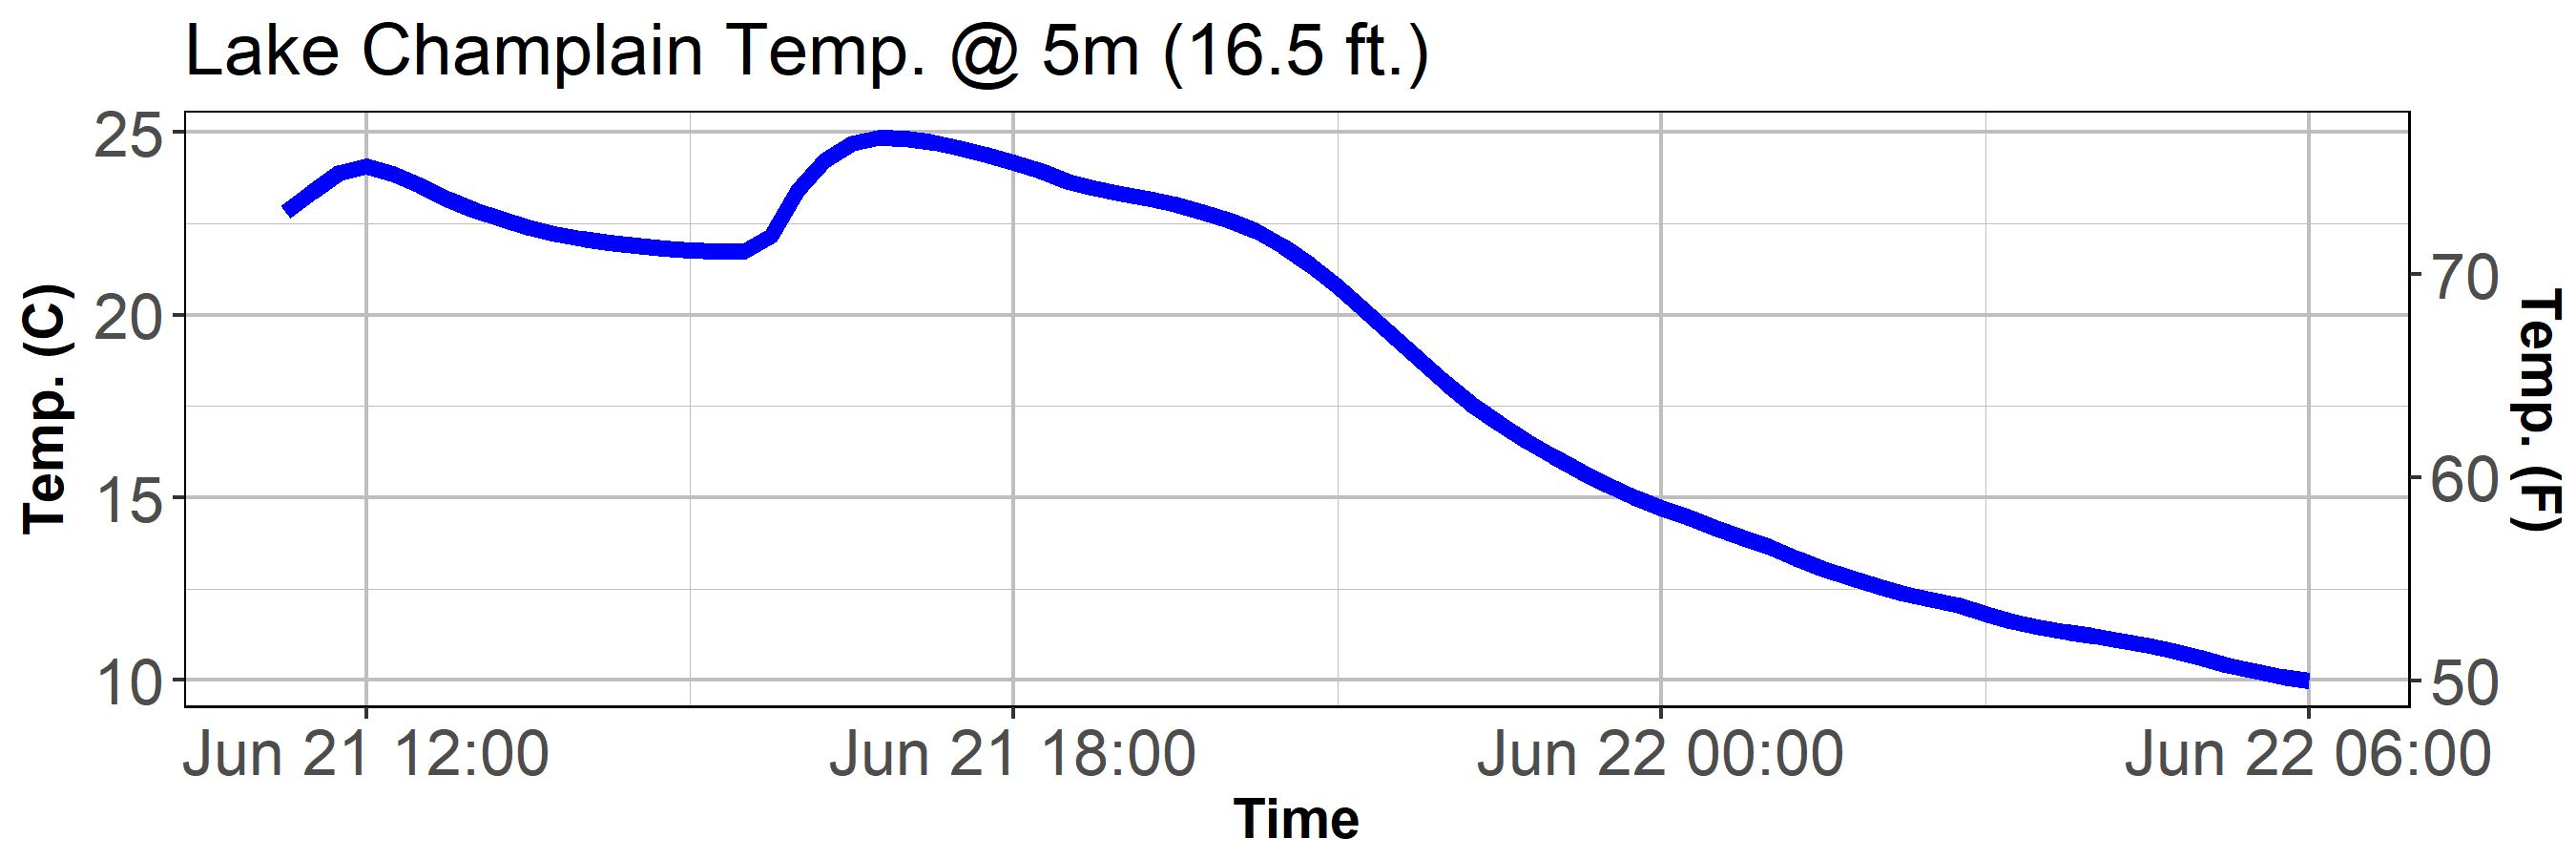 Lake Champlain Temp. @ 5m (16.5 ft.)
Temp. (C)
25
20
15
10
70
60
50
Temp. (F)
Jun 21 12:00
Jun 21 18:00
Jun 22 00:00
Jun 22 06:00
Time